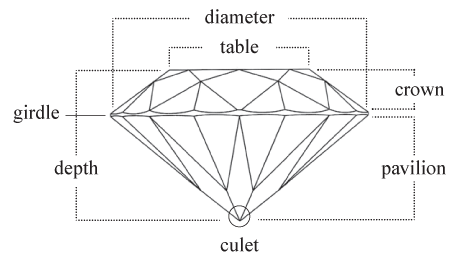 diameter
table
crown
girdle
depth
pavilion
culet